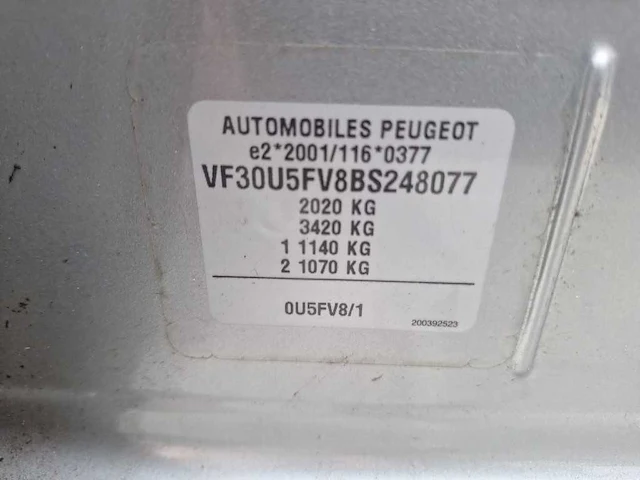 AUTOMOBILES PEUGEOT
e2*2001/116*0377
VF30U5FV8BS248077
2020 KG
3420 KG
1 1140 KG
2 1070 KG
0U5FV8/1
200392523